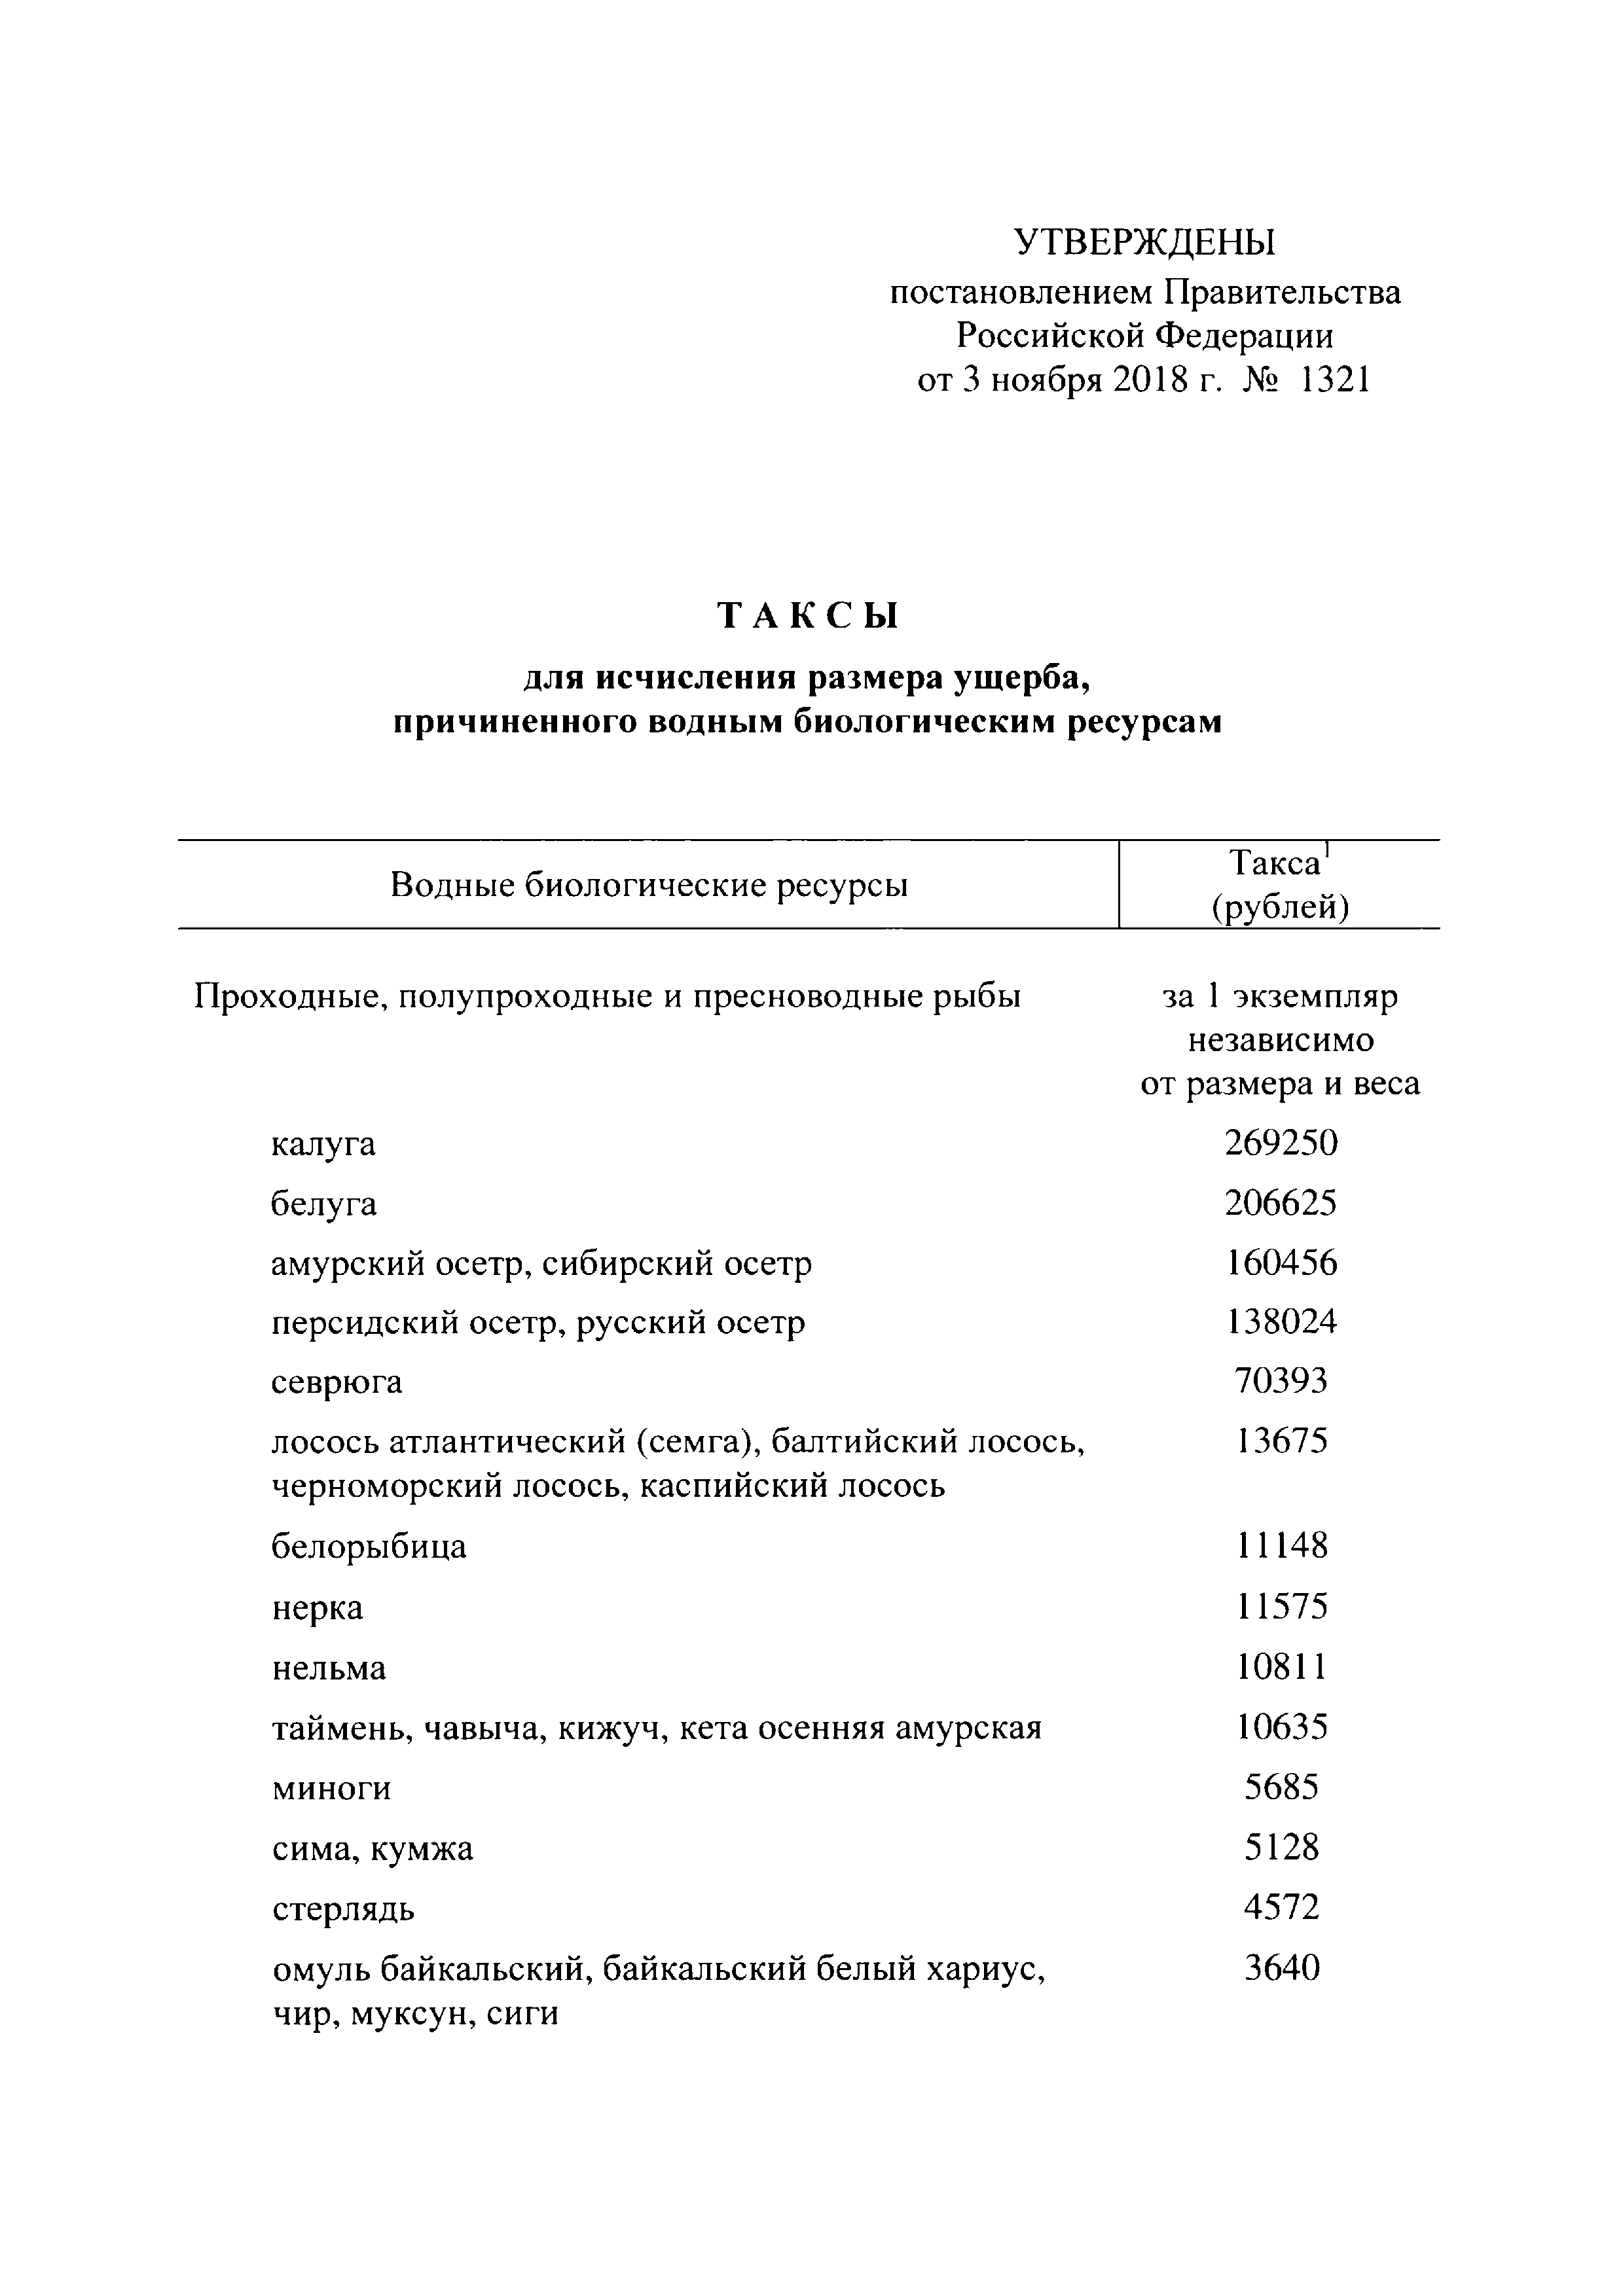 УТВЕРЖДЕНЫ
постановлением Правительства
Российской Федерации
от 3 ноября 2018 г. № 1321
Т А К С Ы
для исчисления размера ущерба,
причиненного водным биологическим ресурсам
Водные биологические ресурсы
Такса¹
(рублей)
Проходные, полупроходные и пресноводные рыбы
за 1 экземпляр
независимо
от размера и веса
калуга 269250
белуга 206625
амурский осетр, сибирский осетр 160456
персидский осетр, русский осетр 138024
севрюга 70393
лосось атлантический (семга), балтийский лосось, 13675
черноморский лосось, каспийский лосось
белорыбица 11148
нерка 11575
нельма 10811
таймень, чавыча, кижуч, кета осенняя амурская 10635
миноги 5685
сима, кумжа 5128
стерлядь 4572
омуль байкальский, байкальский белый хариус, 3640
чир, муксун, сиги